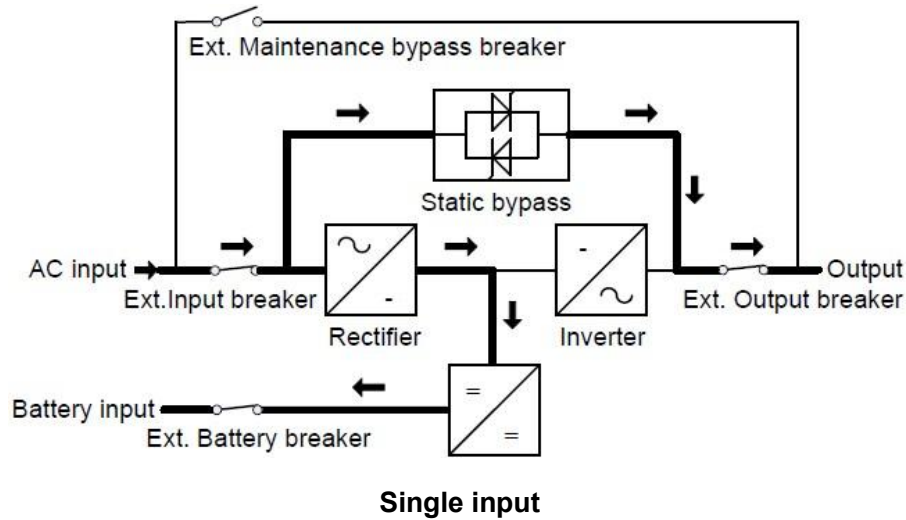 Ext. Maintenance bypass breaker
Static bypass
AC input
Output
Ext.Input breaker
Ext. Output breaker
Rectifier
Inverter
Battery input
Ext. Battery breaker
Single input